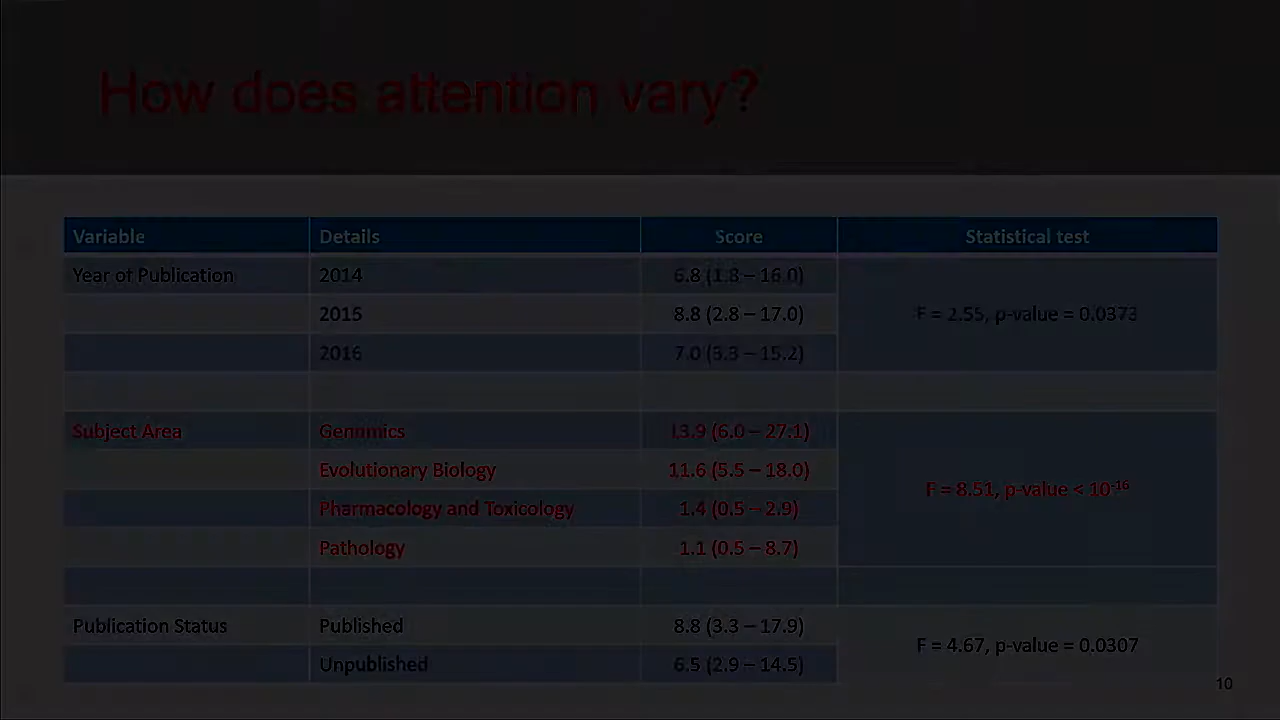 How does attention vary?
Variable Details Score Statistical test
Year of Publication 2014 6.8 (1.8 – 16.0)
2015 8.8 (2.8 – 17.0) F = 2.55, p-value = 0.0373
2016 7.0 (3.3 – 15.2)
Subject Area Genomics 13.9 (6.0 – 27.1)
Evolutionary Biology 11.6 (5.5 – 18.0)
F = 8.51, p-value < 10⁻¹⁶
Pharmacology and Toxicology 1.4 (0.5 – 2.9)
Pathology 1.1 (0.5 – 8.7)
Publication Status Published 8.8 (3.3 – 17.9)
F = 4.67, p-value = 0.0307
Unpublished 6.5 (2.9 – 14.5)
10